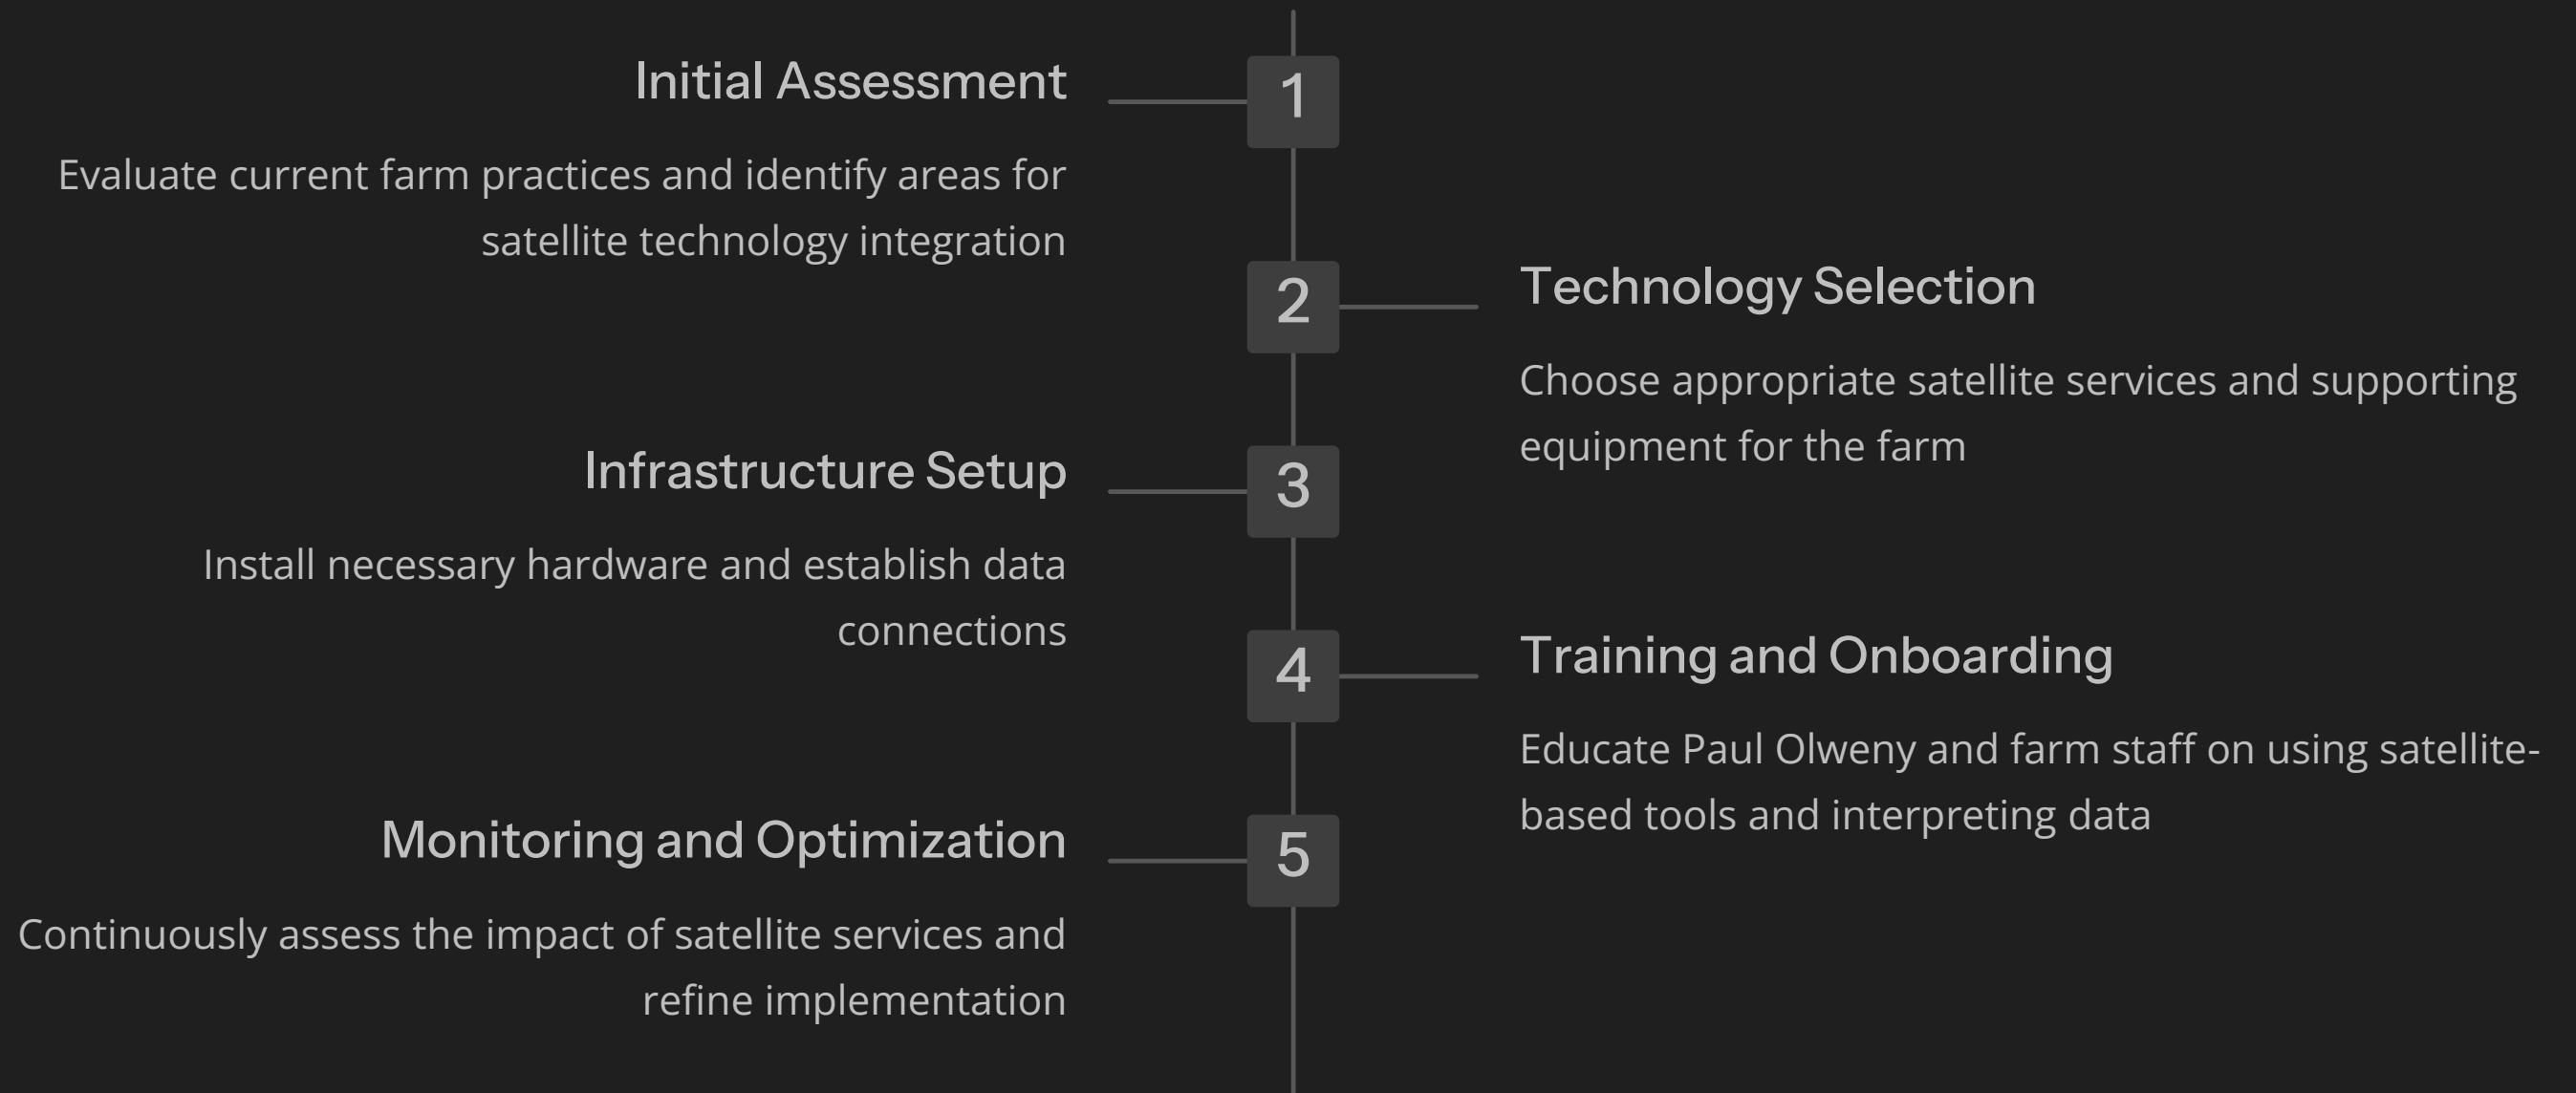 Initial Assessment
1
Evaluate current farm practices and identify areas for
satellite technology integration
2
Technology Selection
Choose appropriate satellite services and supporting
equipment for the farm
Infrastructure Setup
3
Install necessary hardware and establish data
connections
4
Training and Onboarding
Educate Paul Olweny and farm staff on using satellite-
based tools and interpreting data
Monitoring and Optimization
5
Continuously assess the impact of satellite services and
refine implementation